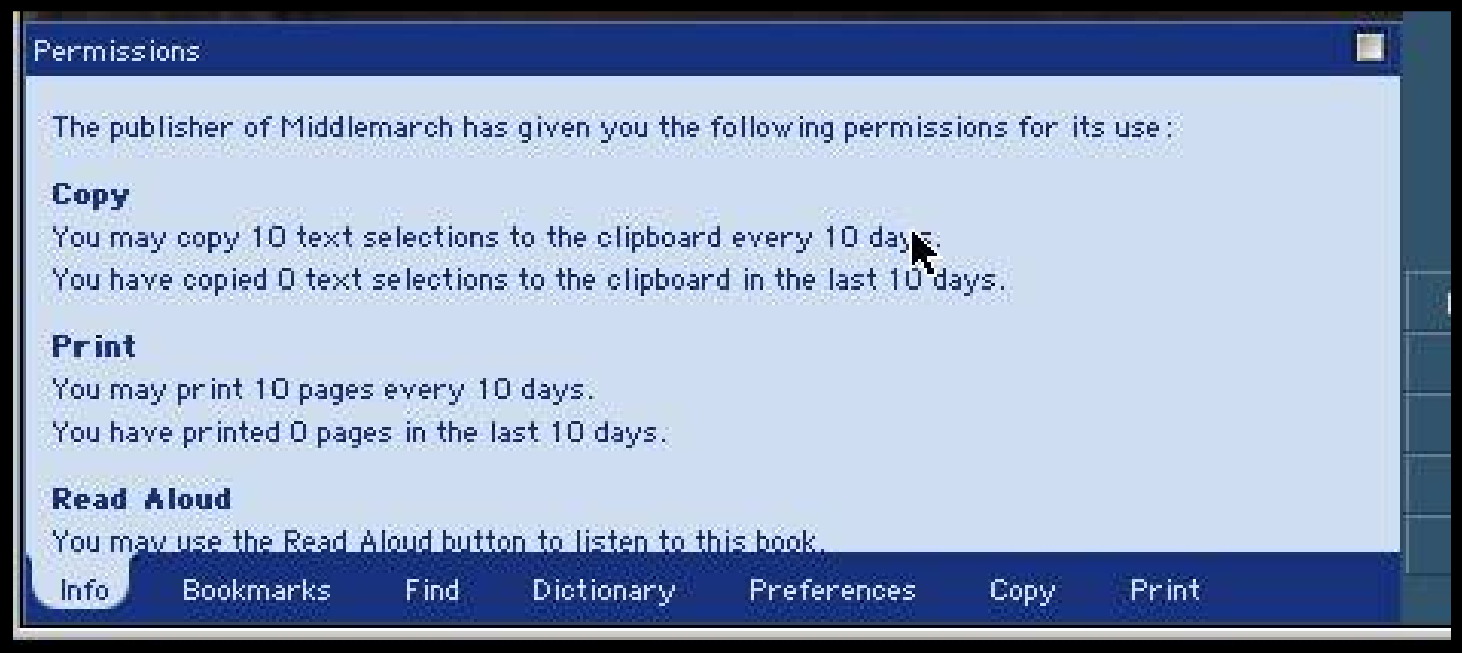 Permissions
The publisher of Middlemarch has given you the following permissions for its use:
Copy
You may copy 10 text selections to the clipboard every 10 days.
You have copied 0 text selections to the clipboard in the last 10 days.
Print
You may print 10 pages every 10 days.
You have printed 0 pages in the last 10 days.
Read Aloud
You may use the Read Aloud button to listen to this book.
Info Bookmarks Find Dictionary Preferences Copy Print